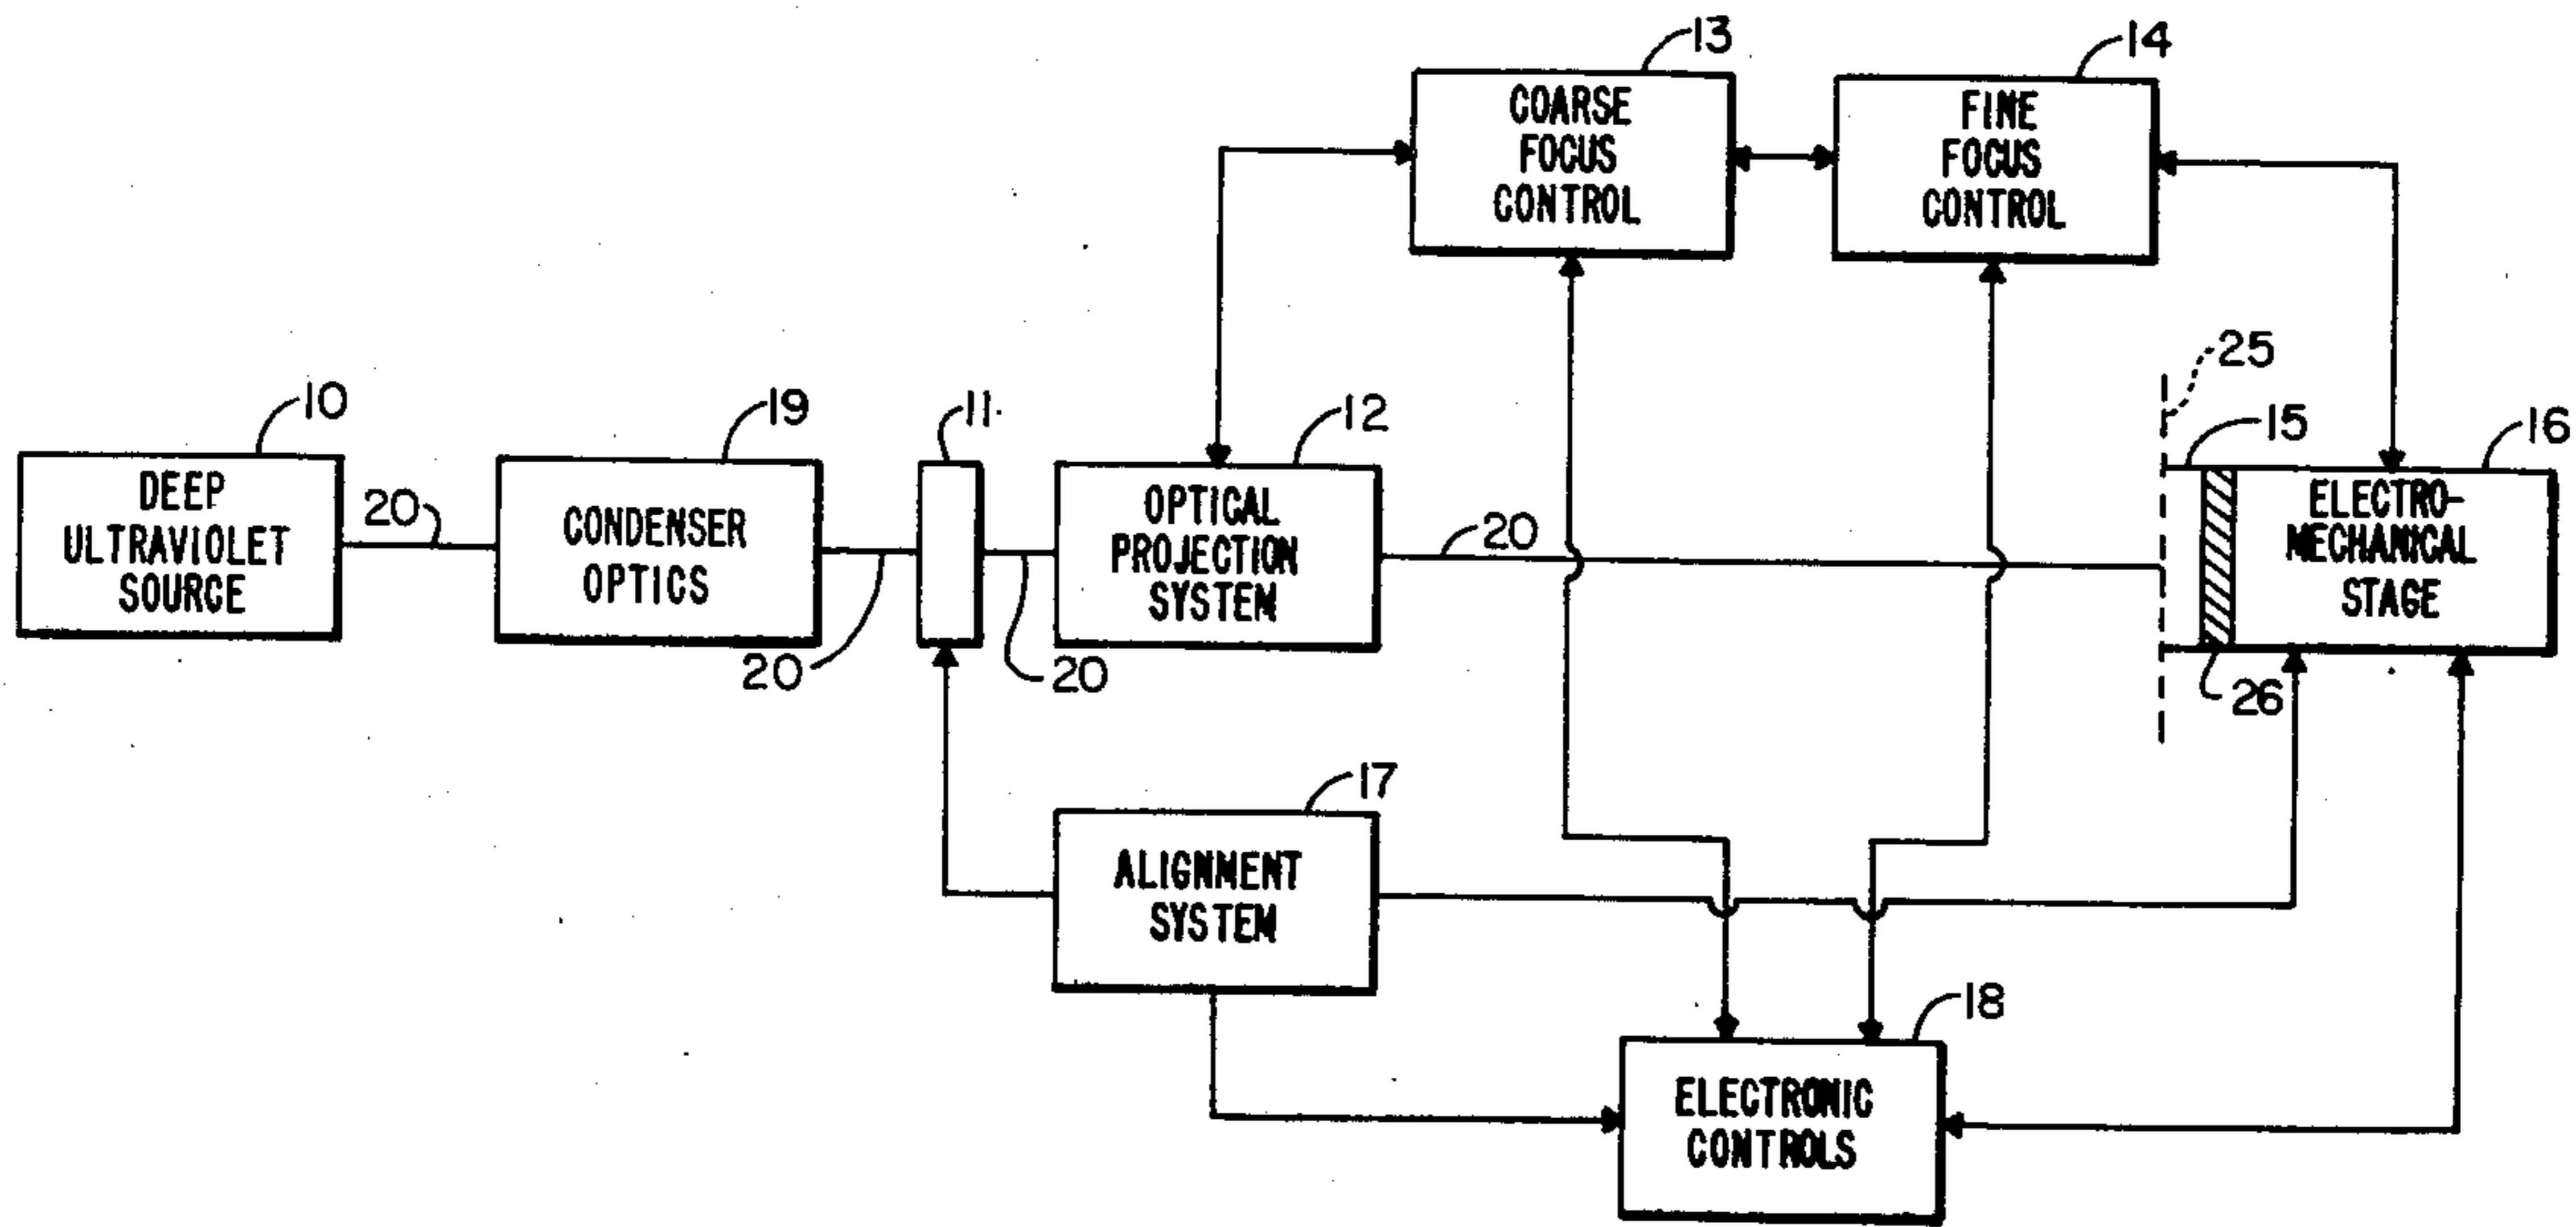 13
14
COARSE
FOCUS
CONTROL
FINE
FOCUS
CONTROL
25
10
19
11
12
15
16
DEEP
ULTRAVIOLET
SOURCE
20
CONDENSER
OPTICS
20
20
OPTICAL
PROJECTION
SYSTEM
20
ELECTRO-
MECHANICAL
STAGE
26
17
ALIGNMENT
SYSTEM
18
ELECTRONIC
CONTROLS